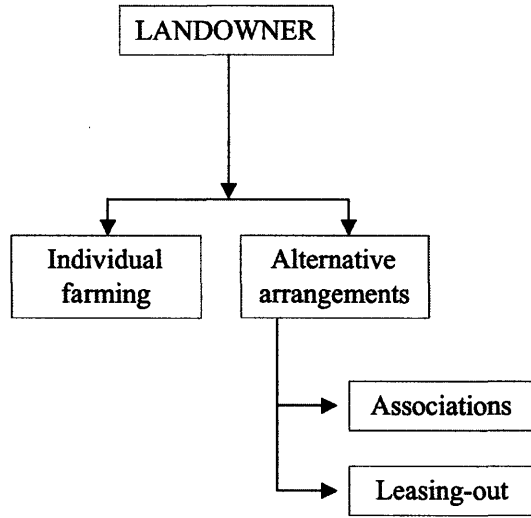 LANDOWNER
Individual
farming
Alternative
arrangements
Associations
Leasing-out